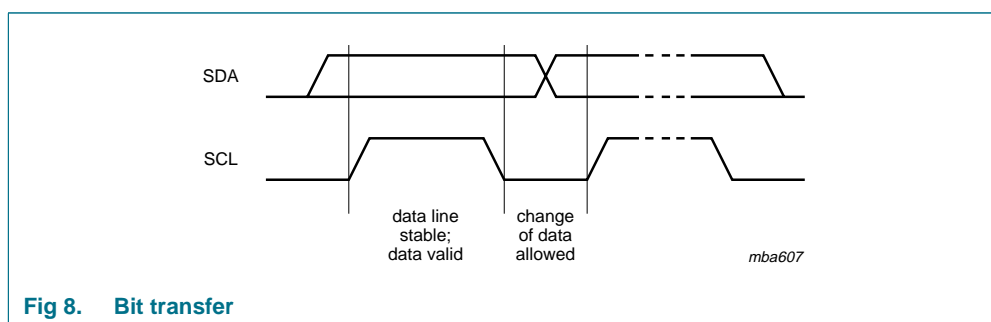 SDA
SCL
data line
stable;
data valid
change
of data
allowed
mba607
Fig 8. Bit transfer